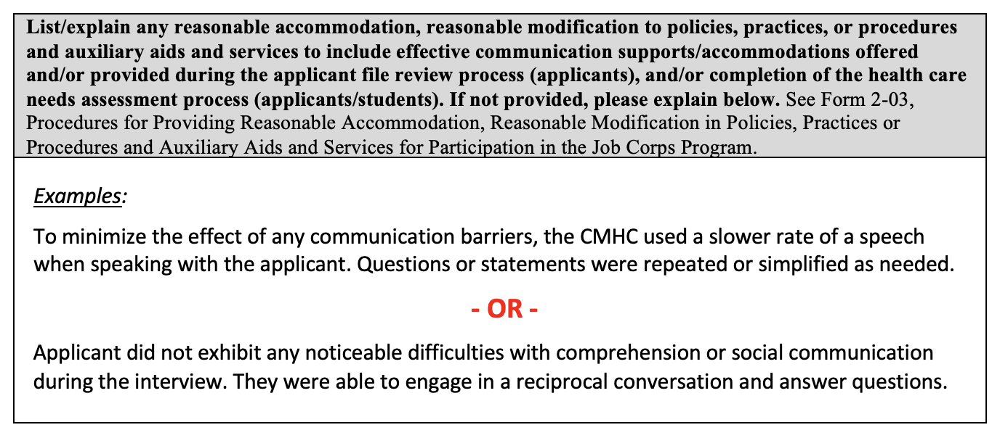 List/explain any reasonable accommodation, reasonable modification to policies, practices, or procedures
and auxiliary aids and services to include effective communication supports/accommodations offered
and/or provided during the applicant file review process (applicants), and/or completion of the health care
needs assessment process (applicants/students). If not provided, please explain below. See Form 2-03,
Procedures for Providing Reasonable Accommodation, Reasonable Modification in Policies, Practices or
Procedures and Auxiliary Aids and Services for Participation in the Job Corps Program.
Examples:
To minimize the effect of any communication barriers, the CMHC used a slower rate of a speech
when speaking with the applicant. Questions or statements were repeated or simplified as needed.
- OR -
Applicant did not exhibit any noticeable difficulties with comprehension or social communication
during the interview. They were able to engage in a reciprocal conversation and answer questions.